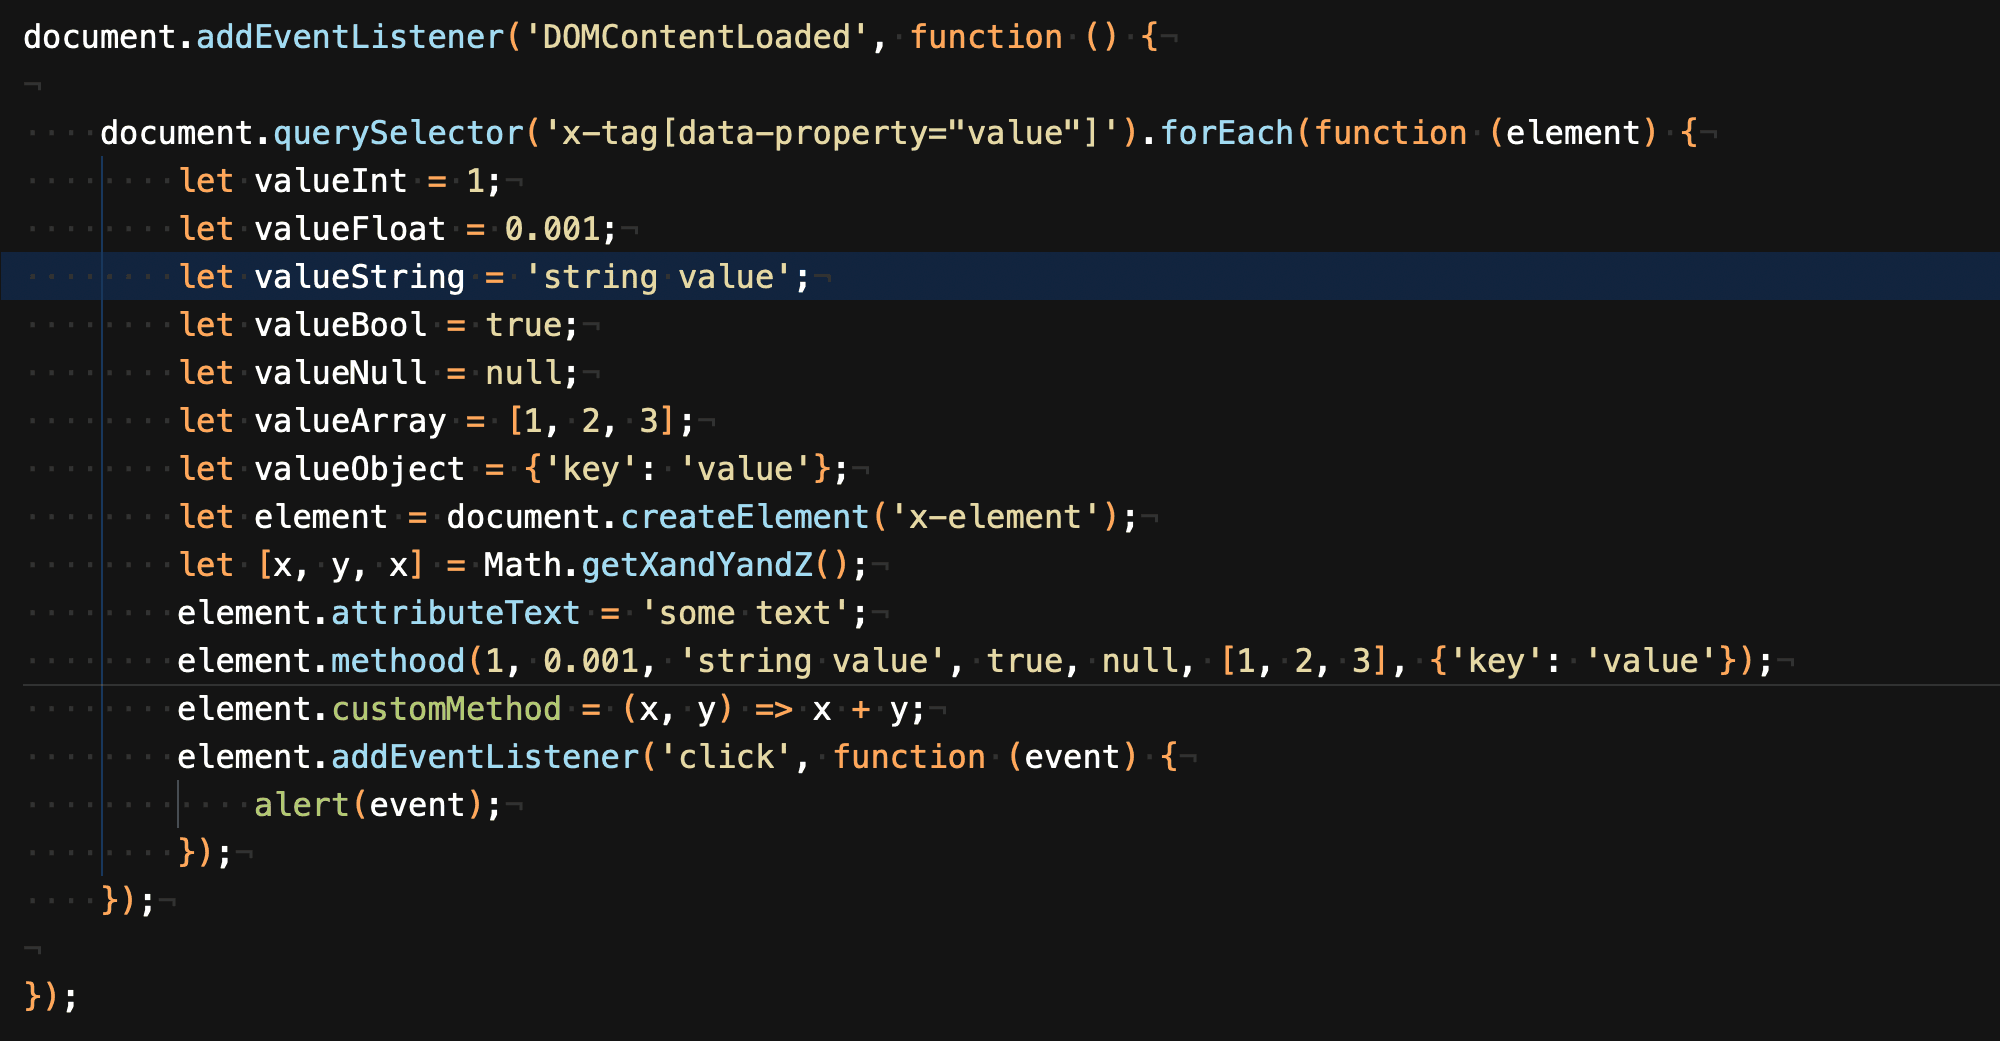 document.addEventListener('DOMContentLoaded', function () {

    document.querySelector('x-tag[data-property="value"]').forEach(function (element) {
        let valueInt = 1;
        let valueFloat = 0.001;
        let valueString = 'string value';
        let valueBool = true;
        let valueNull = null;
        let valueArray = [1, 2, 3];
        let valueObject = {'key': 'value'};
        let element = document.createElement('x-element');
        let [x, y, x] = Math.getXandYandZ();
        element.attributeText = 'some text';
        element.methood(1, 0.001, 'string value', true, null, [1, 2, 3], {'key': 'value'});
        element.customMethod = (x, y) => x + y;
        element.addEventListener('click', function (event) {
            alert(event);
        });
    });

});